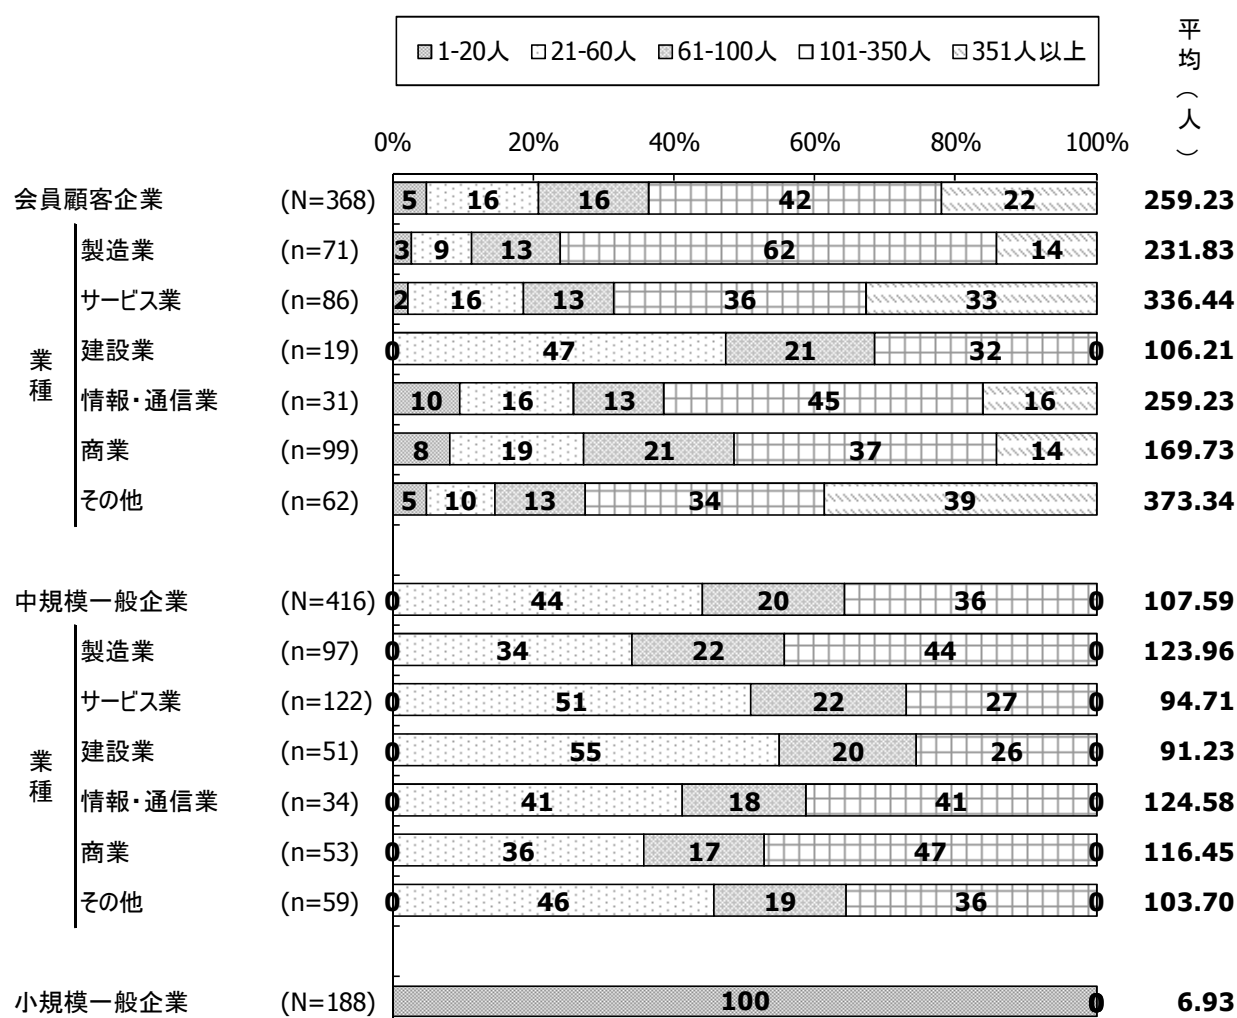 1-20人 21-60人 61-100人 101-350人 351人以上
平均(人)
0% 20% 40% 60% 80% 100%
会員顧客企業 (N=368) 5 16 16 42 22 259.23
業種
製造業 (n=71) 3 9 13 62 14 231.83
サービス業 (n=86) 2 16 13 36 33 336.44
建設業 (n=19) 0 47 21 32 0 106.21
情報・通信業 (n=31) 10 16 13 45 16 259.23
商業 (n=99) 8 19 21 37 14 169.73
その他 (n=62) 5 10 13 34 39 373.34
中規模一般企業 (N=416) 0 44 20 36 0 107.59
業種
製造業 (n=97) 0 34 22 44 0 123.96
サービス業 (n=122) 0 51 22 27 0 94.71
建設業 (n=51) 0 55 20 26 0 91.23
情報・通信業 (n=34) 0 41 18 41 0 124.58
商業 (n=53) 0 36 17 47 0 116.45
その他 (n=59) 0 46 19 36 0 103.70
小規模一般企業 (N=188) 100 0 6.93